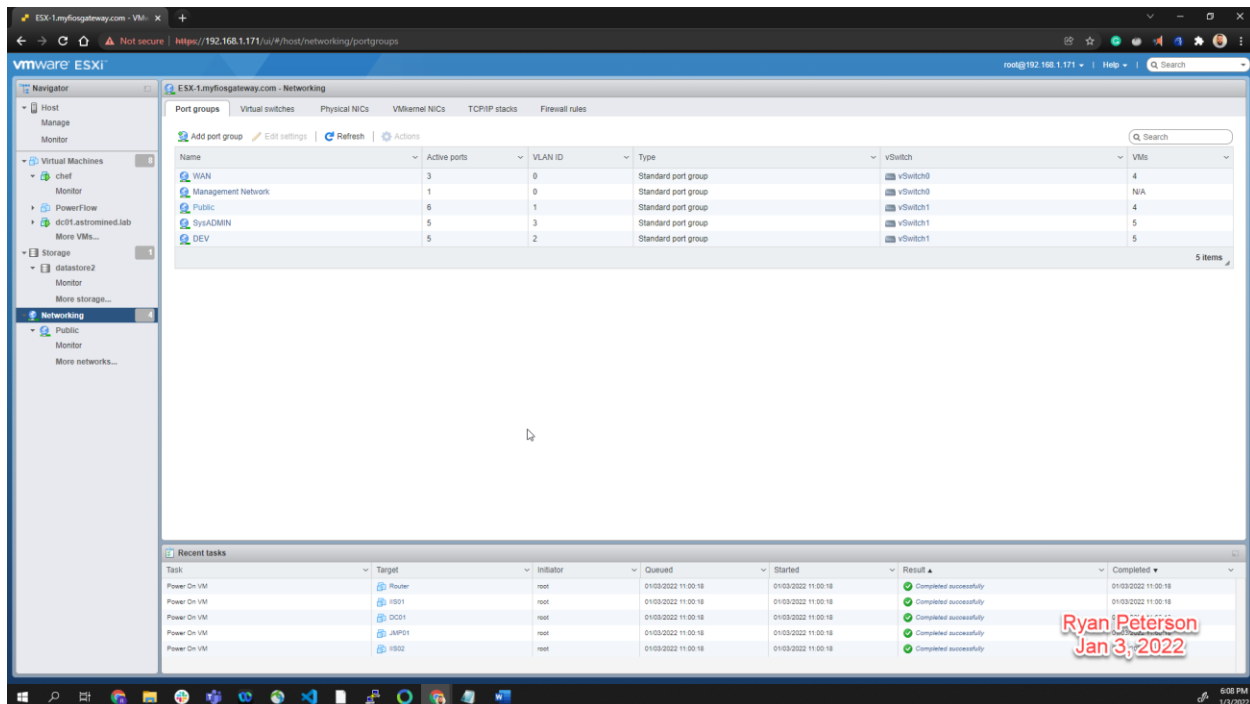 ESX-1.myfiosgateway.com - VM
Not secure | https://192.168.1.171/ui/#/host/networking/portgroups
vmware ESXi
root@192.168.1.171 | Help | Search
Navigator
Host
Manage
Monitor
Virtual Machines 8
chef
Monitor
PowerFlow
dc01.astromined.lab
More VMs...
Storage 1
datastore2
Monitor
More storage...
Networking 4
Public
Monitor
More networks...
ESX-1.myfiosgateway.com - Networking
Port groups Virtual switches Physical NICs VMkernel NICs TCP/IP stacks Firewall rules
Add port group Edit settings | Refresh | Actions Search
Name Active ports VLAN ID Type vSwitch VMs
WAN 3 0 Standard port group vSwitch0 4
Management Network 1 0 Standard port group vSwitch0 N/A
Public 6 1 Standard port group vSwitch1 4
SysADMIN 5 3 Standard port group vSwitch1 5
DEV 5 2 Standard port group vSwitch1 5
5 items
Recent tasks
Task Target Initiator Queued Started Result Completed
Power On VM Router root 01/03/2022 11:00:18 01/03/2022 11:00:18 Completed successfully 01/03/2022 11:00:18
Power On VM IIS01 root 01/03/2022 11:00:18 01/03/2022 11:00:18 Completed successfully 01/03/2022 11:00:18
Power On VM DC01 root 01/03/2022 11:00:18 01/03/2022 11:00:18 Completed successfully
Power On VM JMP01 root 01/03/2022 11:00:18 01/03/2022 11:00:18 Completed successfully
Power On VM IIS02 root 01/03/2022 11:00:18 01/03/2022 11:00:18 Completed successfully
Ryan Peterson
Jan 3, 2022
6:08 PM
1/3/2022